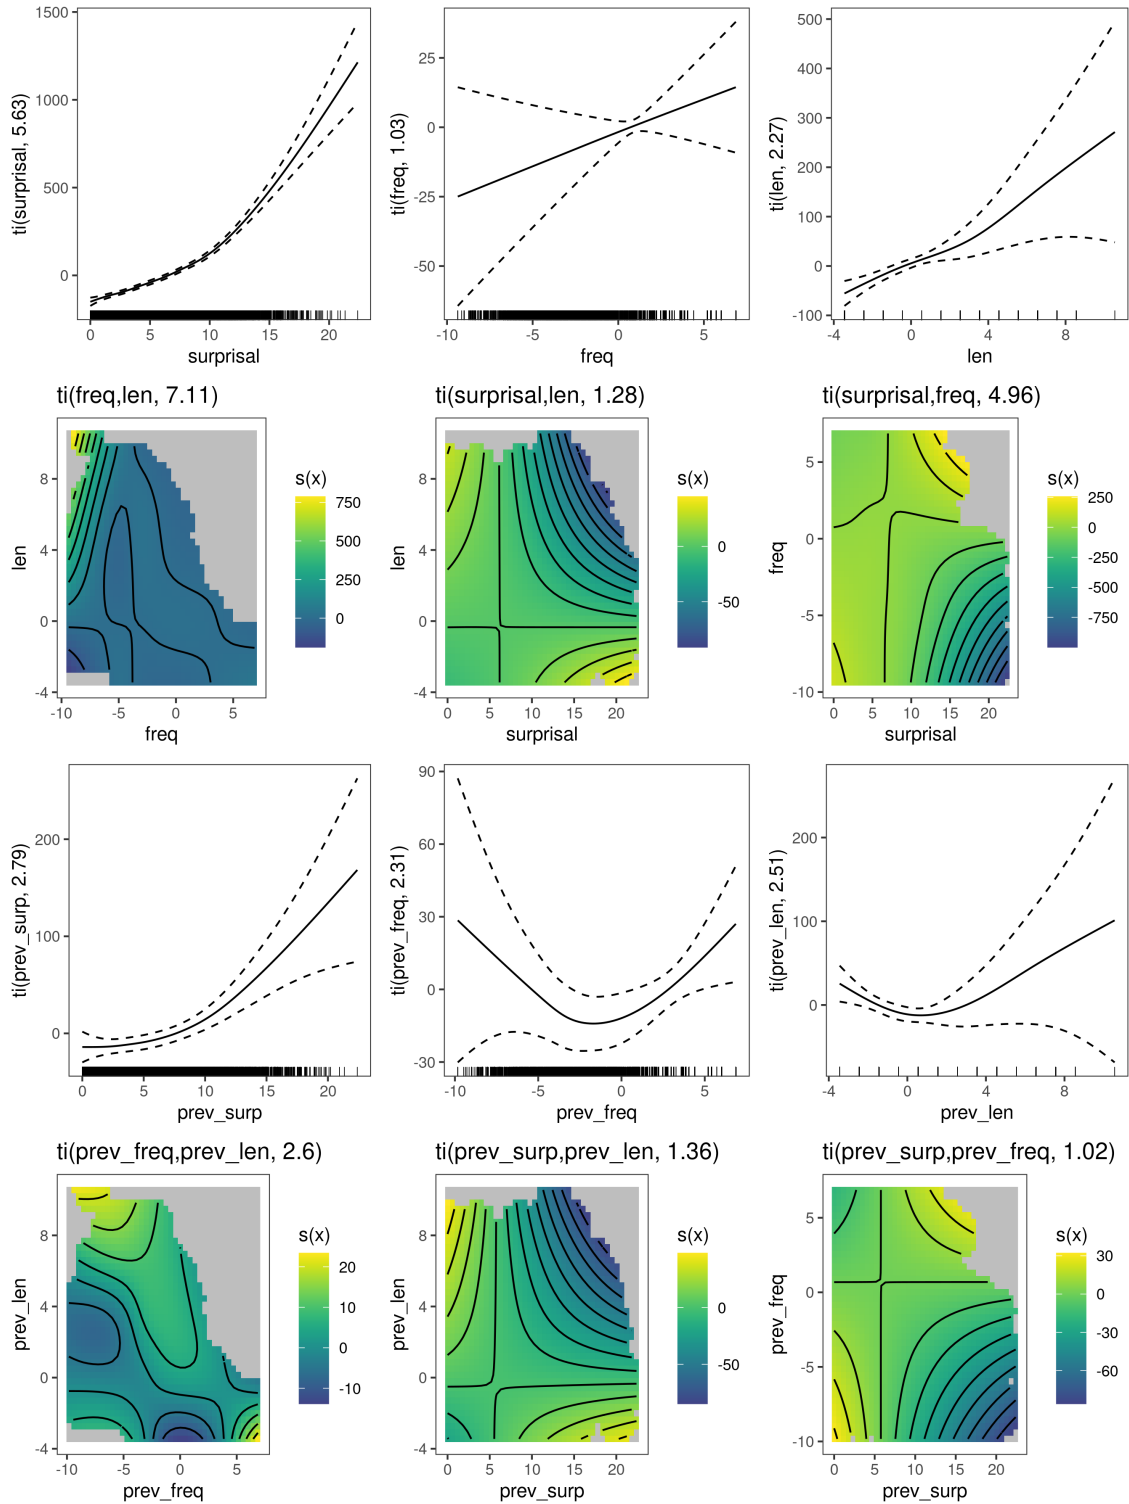 1500
1000
500
0
ti(surprisal, 5.63)
0 5 10 15 20
surprisal
25
0
-25
-50
ti(freq, 1.03)
-10 -5 0 5
freq
500
400
300
200
100
0
-100
ti(len, 2.27)
-4 0 4 8
len
ti(freq,len, 7.11)
8
4
0
-4
len
-10 -5 0 5
freq
s(x)
750
500
250
0
ti(surprisal,len, 1.28)
8
4
0
-4
len
0 5 10 15 20
surprisal
s(x)
0
-50
ti(surprisal,freq, 4.96)
5
0
-5
-10
freq
0 5 10 15 20
surprisal
s(x)
250
0
-250
-500
-750
200
100
0
ti(prev_surp, 2.79)
0 5 10 15 20
prev_surp
90
60
30
0
-30
ti(prev_freq, 2.31)
-10 -5 0 5
prev_freq
200
100
0
ti(prev_len, 2.51)
-4 0 4 8
prev_len
ti(prev_freq,prev_len, 2.6)
8
4
0
-4
prev_len
-10 -5 0 5
prev_freq
s(x)
20
10
0
-10
ti(prev_surp,prev_len, 1.36)
8
4
0
-4
prev_len
0 5 10 15 20
prev_surp
s(x)
0
-50
ti(prev_surp,prev_freq, 1.02)
5
0
-5
-10
prev_freq
0 5 10 15 20
prev_surp
s(x)
30
0
-30
-60